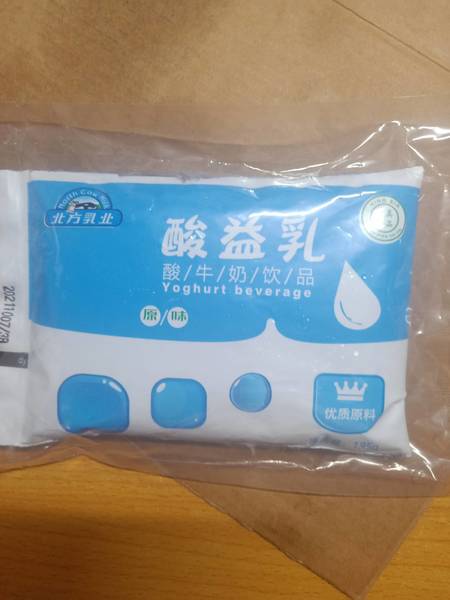 North Cow
北方乳业
酸益乳
酸/牛/奶/饮/品
Yoghurt beverage
原/味
优质原料
20211007/39